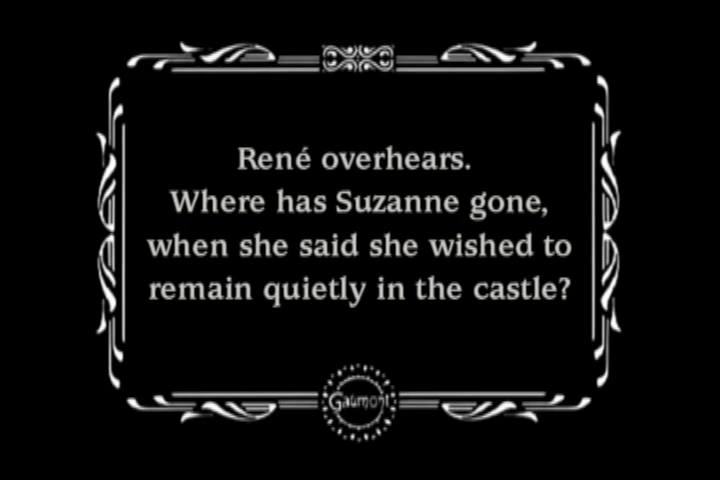 René overhears.
Where has Suzanne gone,
when she said she wished to
remain quietly in the castle?
Gaumont